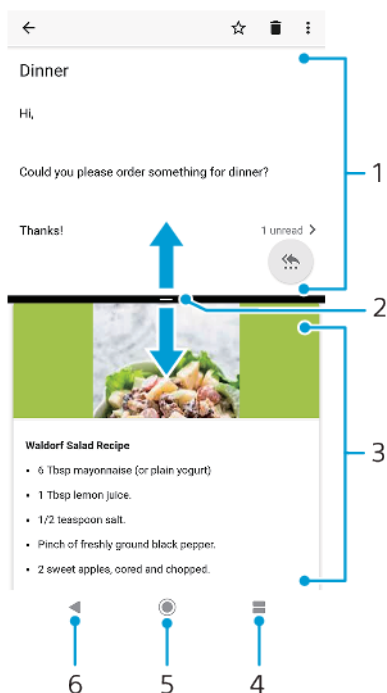 Dinner
Hi,
Could you please order something for dinner?
Thanks!
1 unread
1
2
Waldorf Salad Recipe
• 6 Tbsp mayonnaise (or plain yogurt)
• 1 Tbsp lemon juice.
• 1/2 teaspoon salt.
• Pinch of freshly ground black pepper.
• 2 sweet apples, cored and chopped.
3
6 5 4